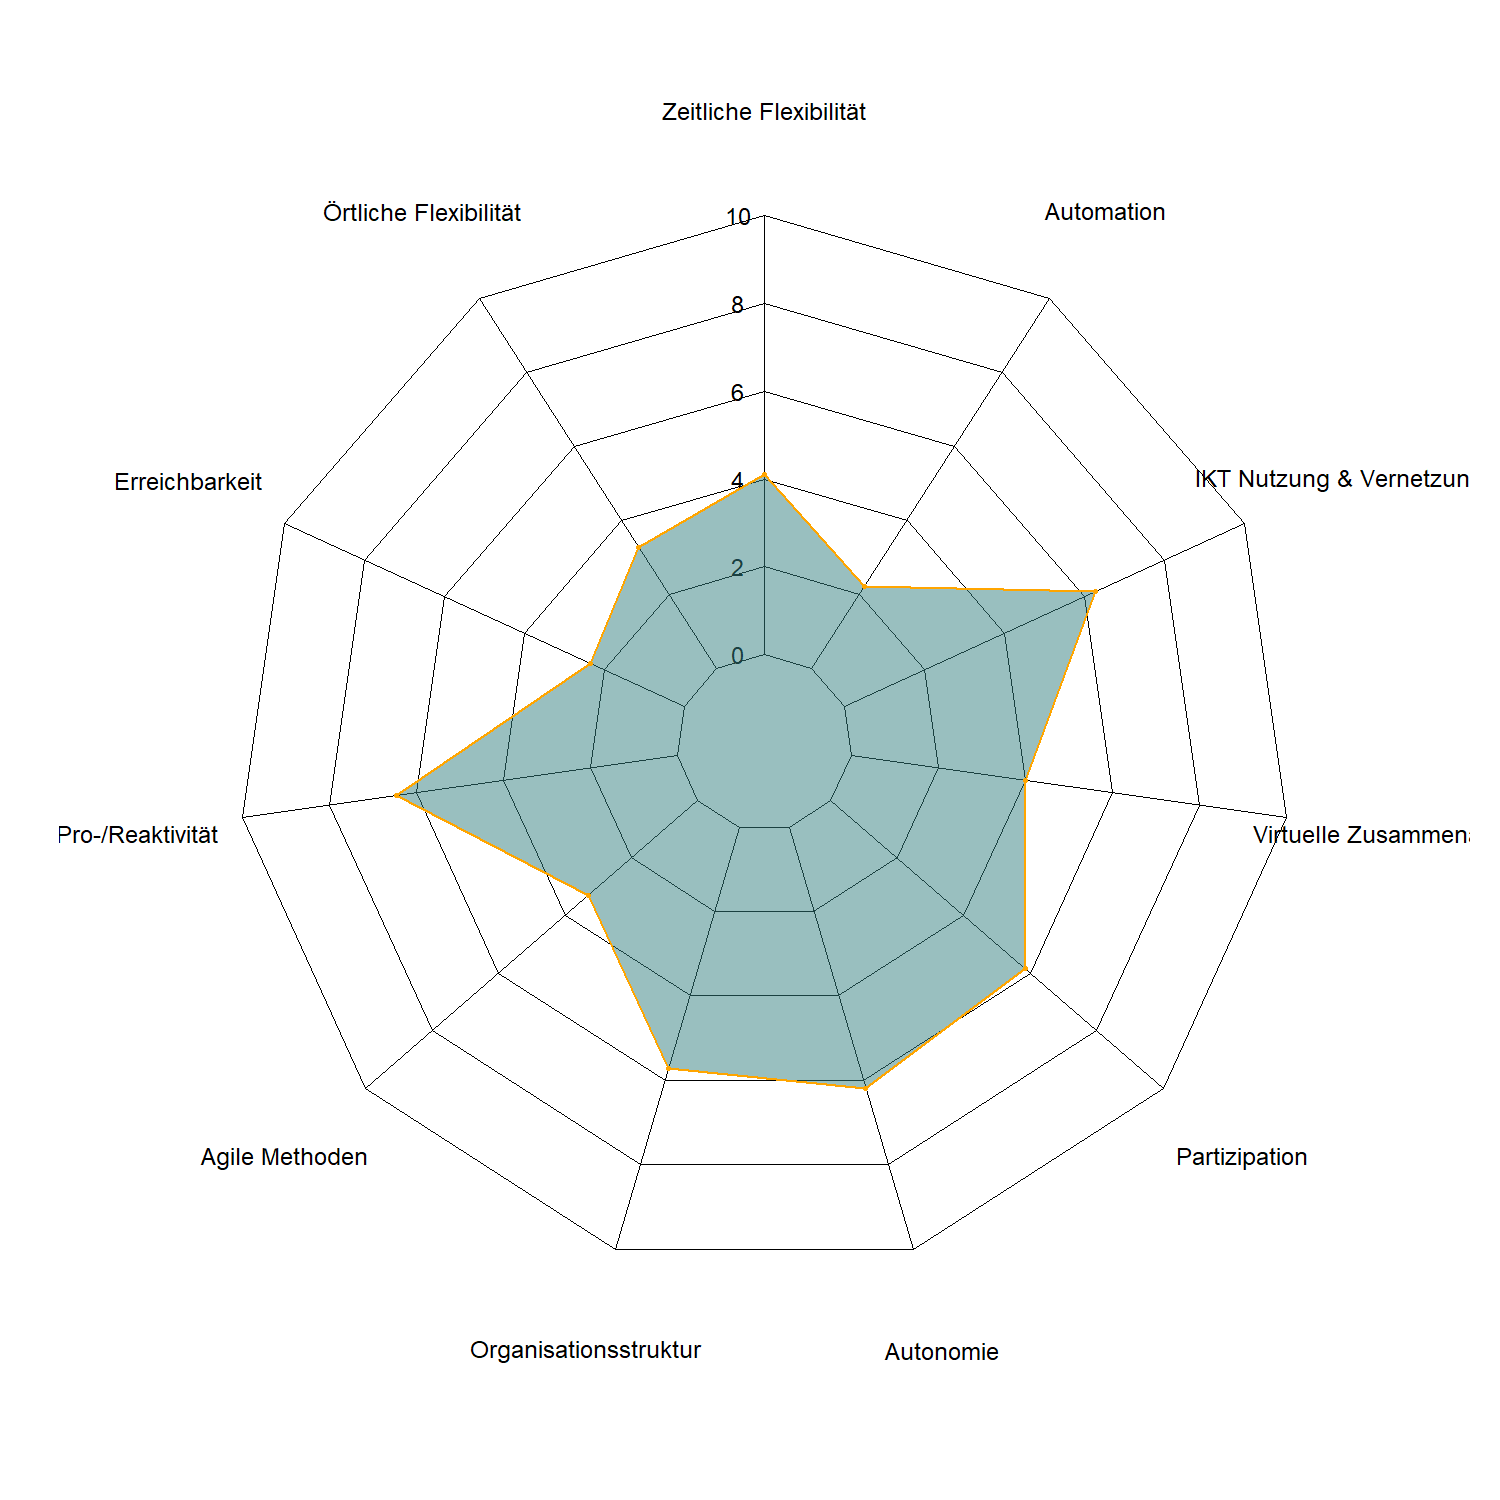 Zeitliche Flexibilität
Örtliche Flexibilität
Automation
10
8
6
4
2
0
Erreichbarkeit
IKT Nutzung & Vernetzun
Pro-/Reaktivität
Virtuelle Zusammena
Agile Methoden
Partizipation
Organisationsstruktur
Autonomie